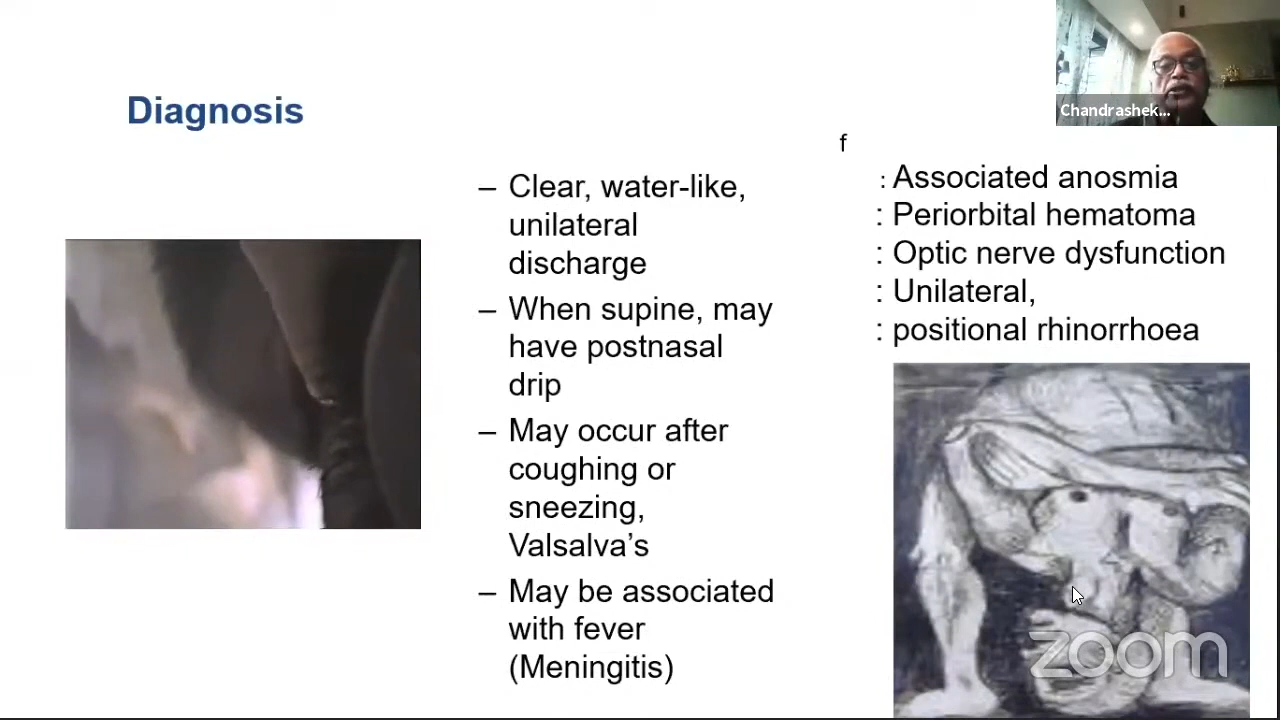 Chandrashek...
Diagnosis
f
– Clear, water-like,
unilateral
discharge
– When supine, may
have postnasal
drip
– May occur after
coughing or
sneezing,
Valsalva’s
– May be associated
with fever
(Meningitis)
: Associated anosmia
: Periorbital hematoma
: Optic nerve dysfunction
: Unilateral,
: positional rhinorrhoea
zoom